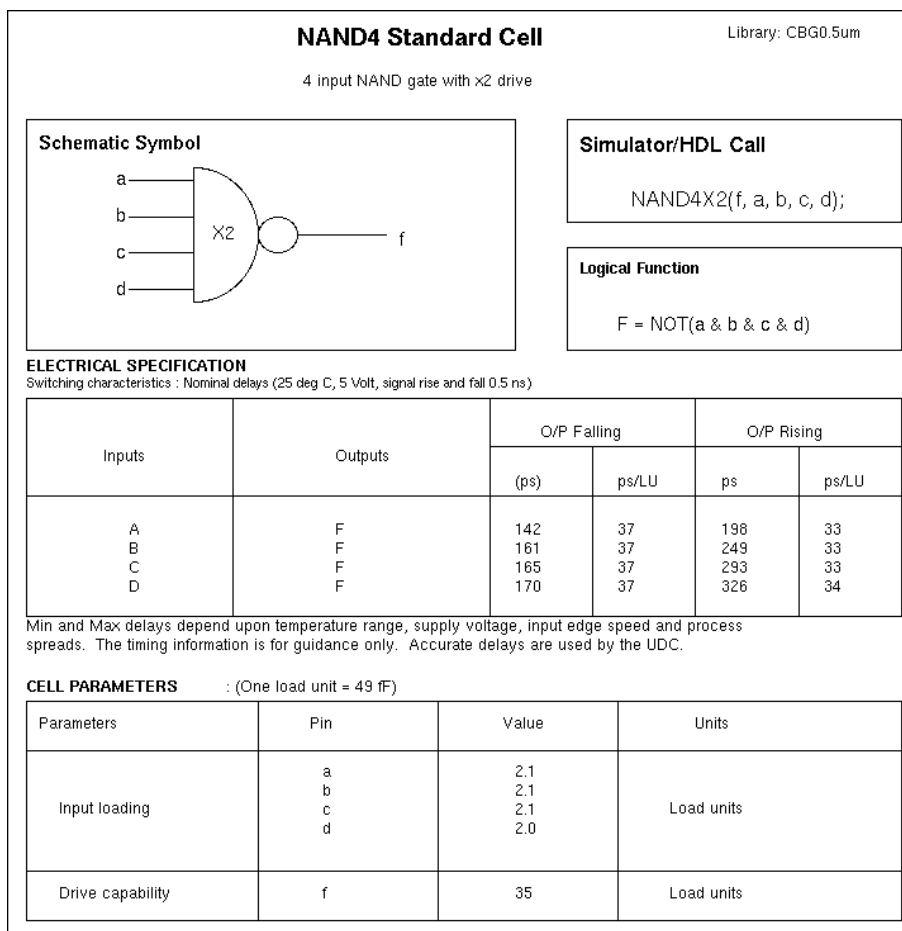 NAND4 Standard Cell
Library: CBG0.5um
4 input NAND gate with x2 drive
Schematic Symbol
a
b
c
d
X2
f
Simulator/HDL Call
NAND4X2(f, a, b, c, d);
Logical Function
F = NOT(a & b & c & d)
ELECTRICAL SPECIFICATION
Switching characteristics : Nominal delays (25 deg C, 5 Volt, signal rise and fall 0.5 ns)
Inputs Outputs O/P Falling O/P Rising
(ps) ps/LU ps ps/LU
A F 142 37 198 33
B F 161 37 249 33
C F 165 37 293 33
D F 170 37 326 34
Min and Max delays depend upon temperature range, supply voltage, input edge speed and process
spreads. The timing information is for guidance only. Accurate delays are used by the UDC.
CELL PARAMETERS : (One load unit = 49 fF)
Parameters Pin Value Units
Input loading
a 2.1
b 2.1
c 2.1
d 2.0
Load units
Drive capability f 35 Load units